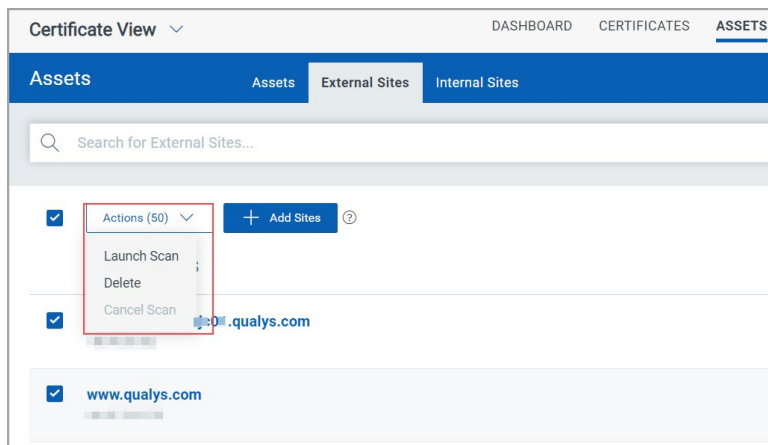 Certificate View
DASHBOARD CERTIFICATES ASSETS
Assets
Assets External Sites Internal Sites
Search for External Sites...
Actions (50)
+ Add Sites ?
Launch Scan
Delete
Cancel Scan
.qualys.com
www.qualys.com